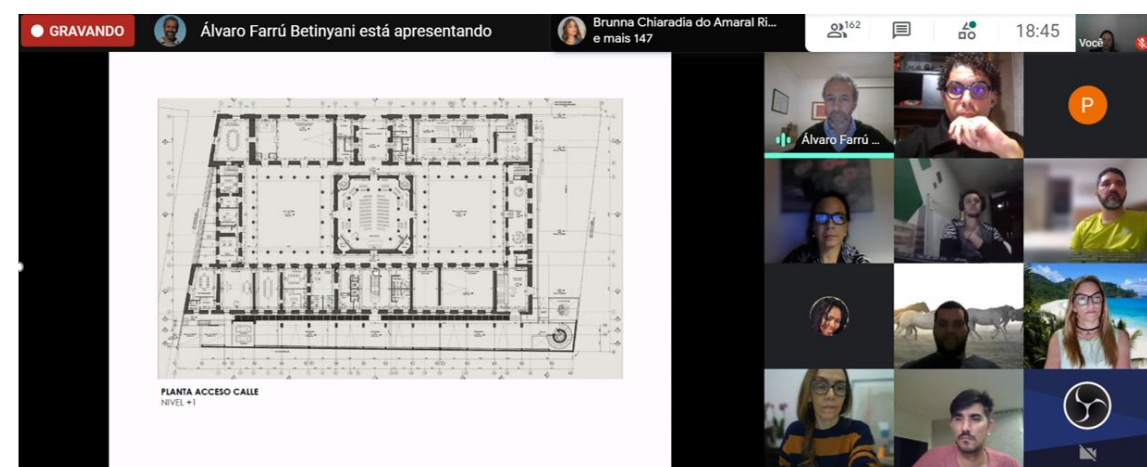 GRAVANDO
Álvaro Farrú Betinyani está apresentando
Brunna Chiaradia do Amaral Ri...
e mais 147
162
18:45
Você
Álvaro Farrú ...
P
PLANTA ACCESO CALLE
NIVEL +1